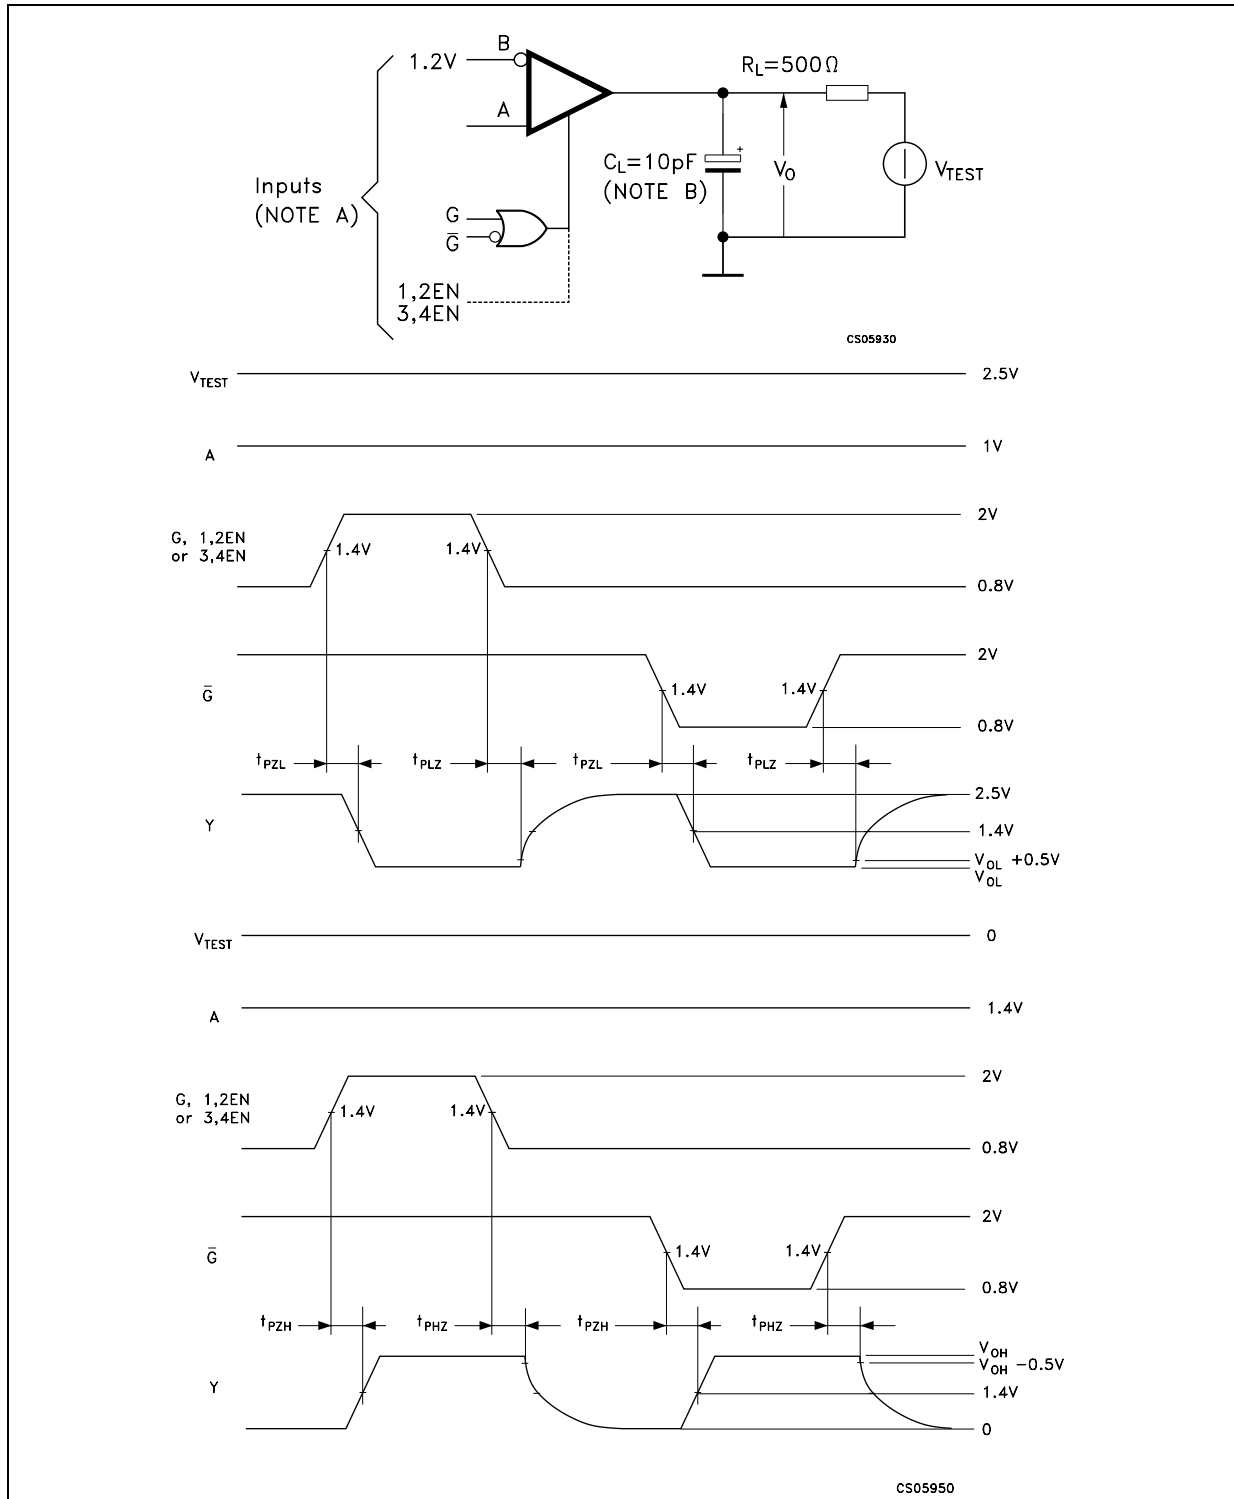 B
1.2V
A
RL=500Ω
CL=10pF
(NOTE B)
+
VO
VTEST
Inputs
(NOTE A)
G
G̅
1,2EN
3,4EN
CS05930
VTEST 2.5V
A 1V
2V
G, 1,2EN
or 3,4EN
1.4V 1.4V
0.8V
2V
G̅
1.4V 1.4V
0.8V
tPZL tPLZ tPZL tPLZ
2.5V
Y
1.4V
VOL +0.5V
VOL
VTEST 0
A 1.4V
2V
G, 1,2EN
or 3,4EN
1.4V 1.4V
0.8V
2V
G̅
1.4V 1.4V
0.8V
tPZH tPHZ tPZH tPHZ
VOH
VOH −0.5V
Y
1.4V
0
CS05950